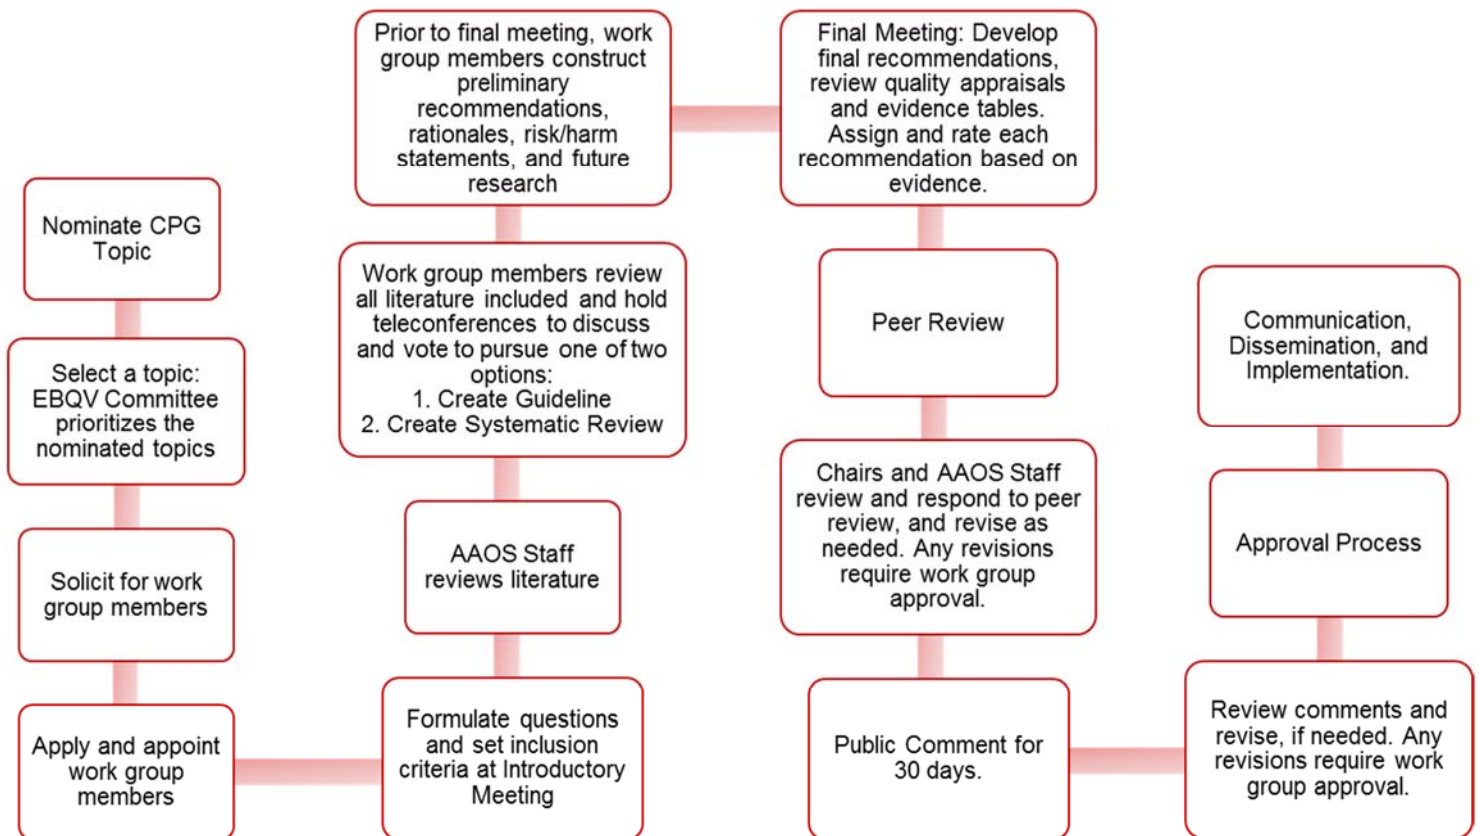 Nominate CPG
Topic
Select a topic:
EBQV Committee
prioritizes the
nominated topics
Solicit for work
group members
Apply and appoint
work group
members
Formulate questions
and set inclusion
criteria at Introductory
Meeting
AAOS Staff
reviews literature
Work group members review
all literature included and hold
teleconferences to discuss
and vote to pursue one of two
options:
1. Create Guideline
2. Create Systematic Review
Prior to final meeting, work
group members construct
preliminary
recommendations,
rationales, risk/harm
statements, and future
research
Final Meeting: Develop
final recommendations,
review quality appraisals
and evidence tables.
Assign and rate each
recommendation based on
evidence.
Peer Review
Chairs and AAOS Staff
review and respond to peer
review, and revise as
needed. Any revisions
require work group
approval.
Public Comment for
30 days.
Review comments and
revise, if needed. Any
revisions require work
group approval.
Approval Process
Communication,
Dissemination, and
Implementation.